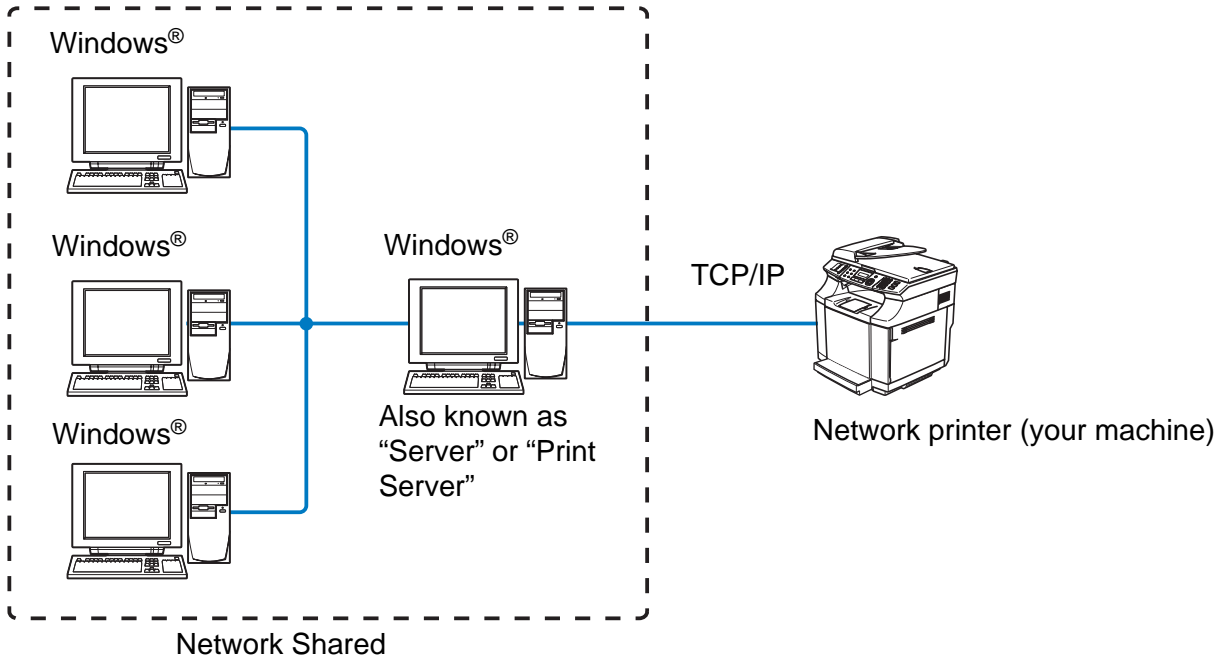 Windows®
Windows®
Windows®
TCP/IP
Also known as
“Server” or “Print
Server”
Windows®
Network printer (your machine)
Network Shared